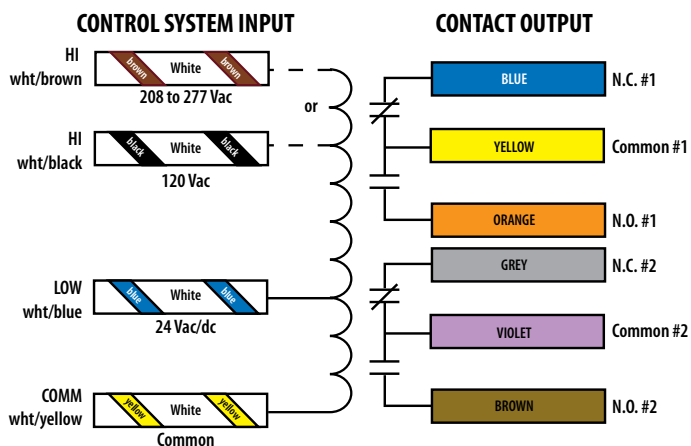 CONTROL SYSTEM INPUT
HI
wht/brown
brown White brown
208 to 277 Vac
or
HI
wht/black
black White black
120 Vac
LOW
wht/blue
blue White blue
24 Vac/dc
COMM
wht/yellow
yellow White yellow
Common
CONTACT OUTPUT
BLUE N.C. #1
YELLOW Common #1
ORANGE N.O. #1
GREY N.C. #2
VIOLET Common #2
BROWN N.O. #2